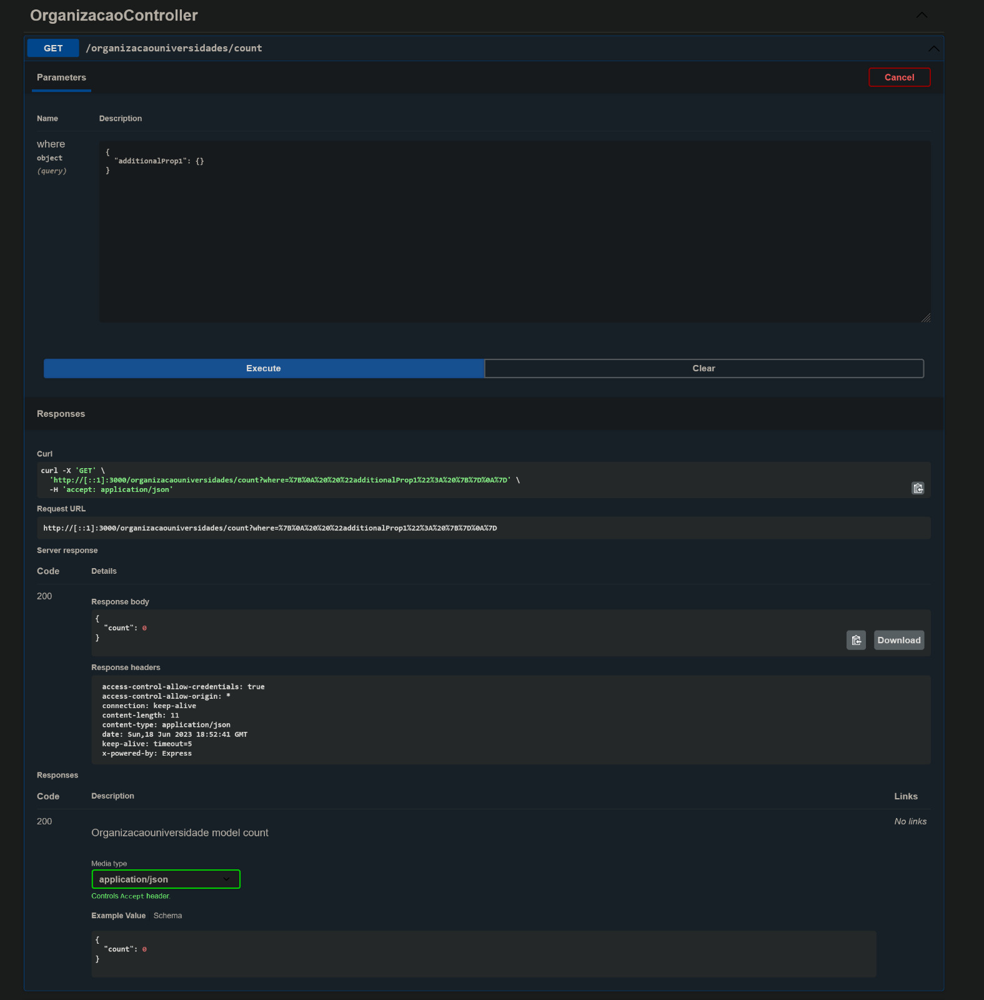 OrganizacaoController
GET /organizacaouniversidades/count
Parameters
Cancel
Name Description
where
object
(query)
{
  "additionalProp1": {}
}
Execute
Clear
Responses
Curl
curl -X 'GET' \
  'http://[::1]:3000/organizacaouniversidades/count?where=%7B%0A%20%20%22additionalProp1%22%3A%20%7B%7D%0A%7D' \
  -H 'accept: application/json'
Request URL
http://[::1]:3000/organizacaouniversidades/count?where=%7B%0A%20%20%22additionalProp1%22%3A%20%7B%7D%0A%7D
Server response
Code Details
200
Response body
{
  "count": 0
}
Download
Response headers
access-control-allow-credentials: true
access-control-allow-origin: *
connection: keep-alive
content-length: 11
content-type: application/json
date: Sun,18 Jun 2023 18:52:41 GMT
keep-alive: timeout=5
x-powered-by: Express
Responses
Code Description Links
200
No links
Organizacaouniversidade model count
Media type
application/json
Controls Accept header.
Example Value Schema
{
  "count": 0
}